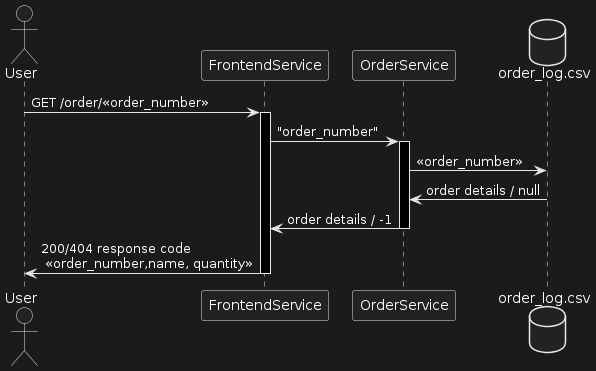 User
FrontendService
OrderService
order_log.csv
GET /order/«order_number»
"order_number"
«order_number»
order details / null
order details / -1
200/404 response code
«order_number,name, quantity»
User
FrontendService
OrderService
order_log.csv